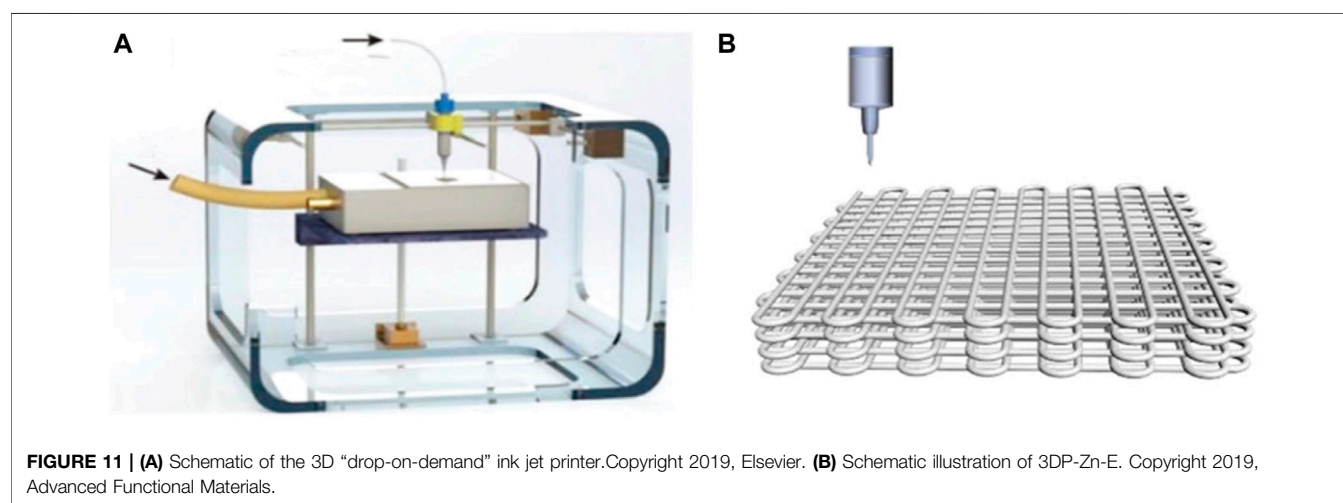 A
B
FIGURE 11 | (A) Schematic of the 3D “drop-on-demand” ink jet printer.Copyright 2019, Elsevier. (B) Schematic illustration of 3DP-Zn-E. Copyright 2019,
Advanced Functional Materials.